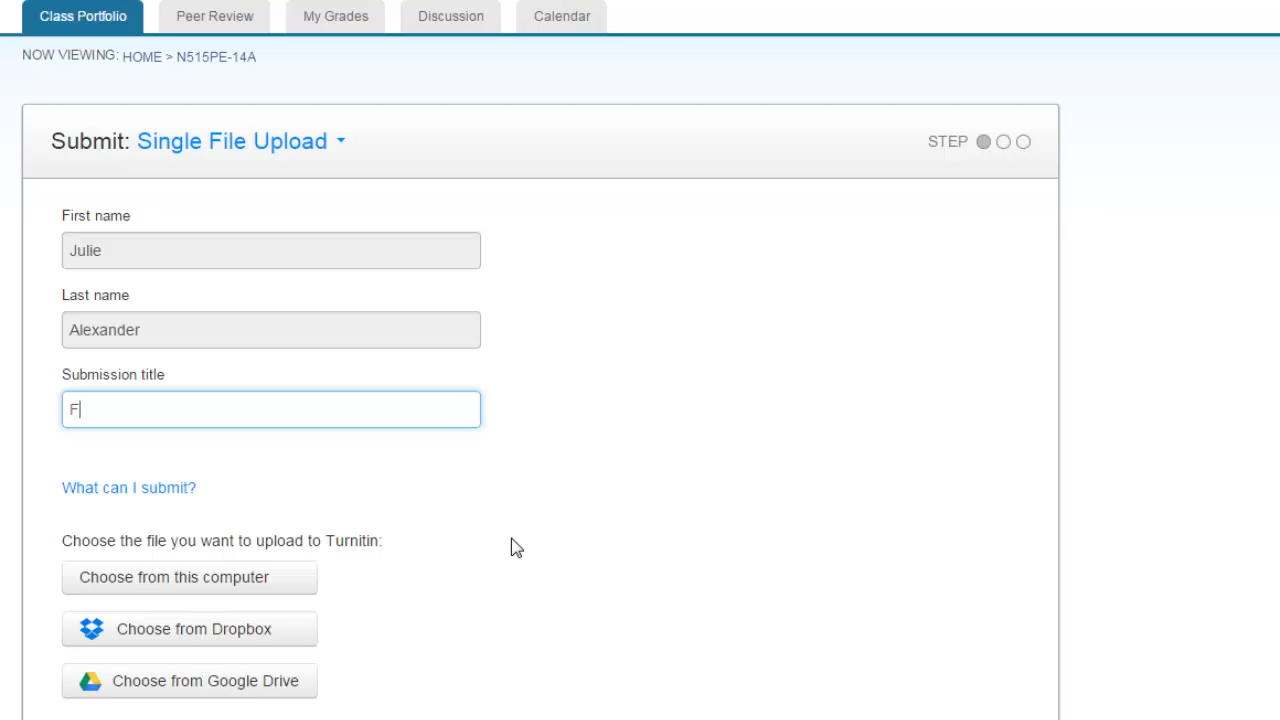 Class Portfolio Peer Review My Grades Discussion Calendar
NOW VIEWING: HOME > N515PE-14A
Submit: Single File Upload STEP
First name
Julie
Last name
Alexander
Submission title
F
What can I submit?
Choose the file you want to upload to Turnitin:
Choose from this computer
Choose from Dropbox
Choose from Google Drive